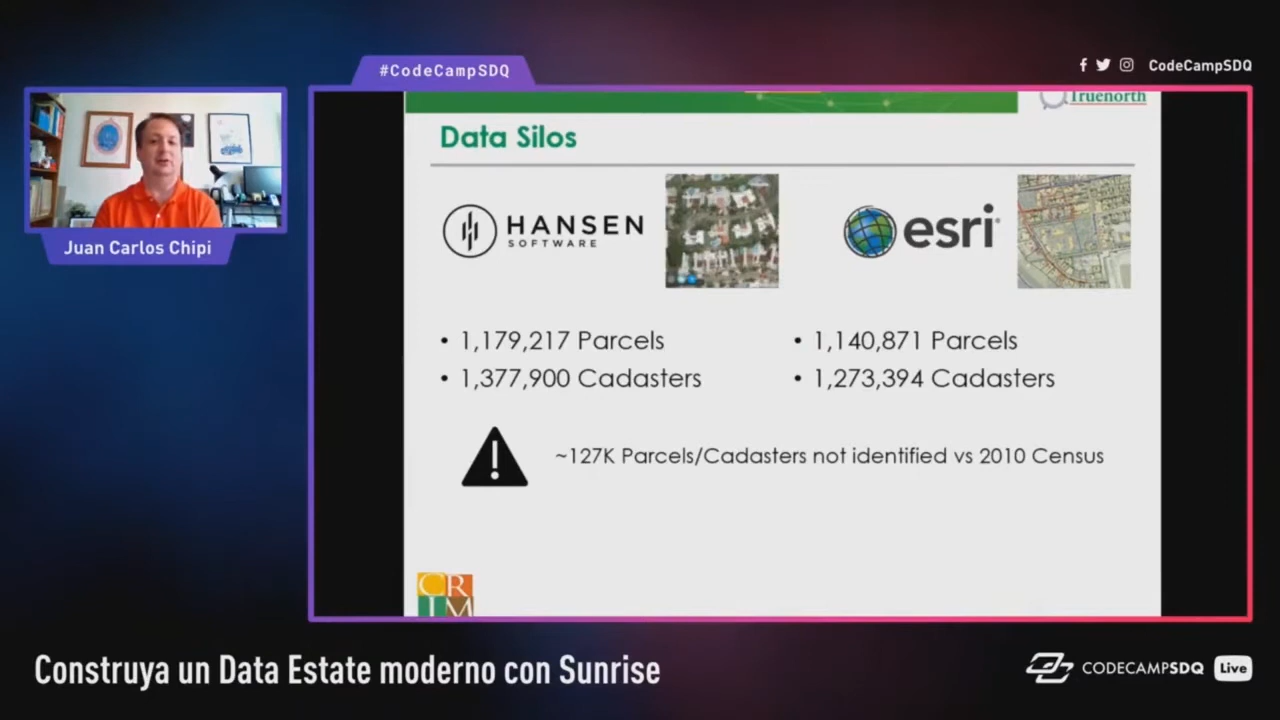 #CodeCampSDQ
CodeCampSDQ
Juan Carlos Chipi
Truenorth
Data Silos
HANSEN
SOFTWARE
esri
• 1,179,217 Parcels
• 1,377,900 Cadasters
• 1,140,871 Parcels
• 1,273,394 Cadasters
~127K Parcels/Cadasters not identified vs 2010 Census
CR
IM
Construya un Data Estate moderno con Sunrise
CODECAMPSDQ Live